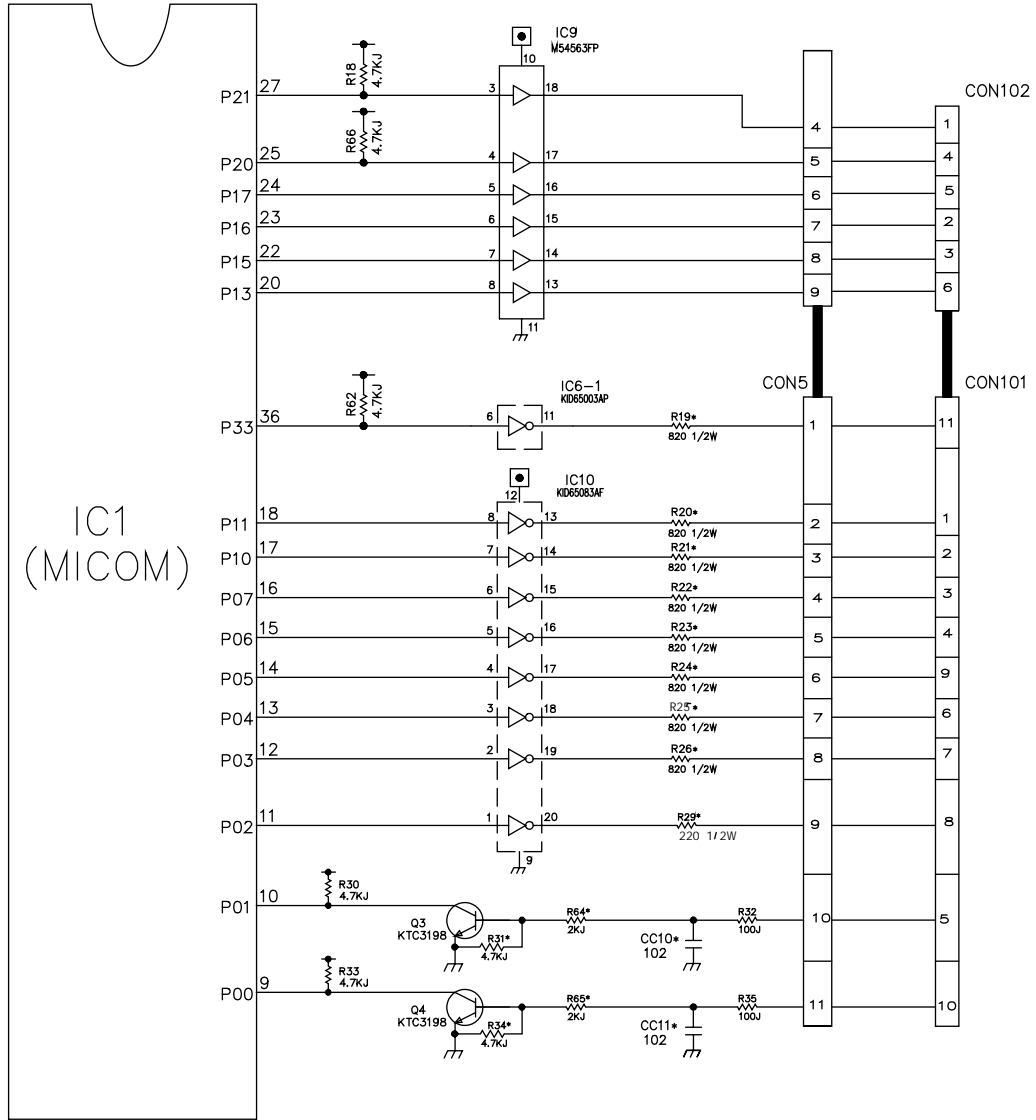 IC9
M54563FP
10
R18
4.7KJ
P21
27
3
18
CON102
4
1
R66
4.7KJ
P20
25
4
17
5
4
P17
24
5
16
6
5
P16
23
6
15
7
2
P15
22
7
14
8
3
P13
20
8
13
9
6
11
R62
4.7KJ
IC6-1
KID65003AP
CON5
CON101
P33
36
6
11
R19*
820 1/2W
1
11
IC10
KID65083AF
12
IC1
(MICOM)
P11
18
8
13
R20*
820 1/2W
2
1
P10
17
7
14
R21*
820 1/2W
3
2
P07
16
6
15
R22*
820 1/2W
4
3
P06
15
5
16
R23*
820 1/2W
5
4
P05
14
4
17
R24*
820 1/2W
6
9
P04
13
3
18
R25*
820 1/2W
7
6
P03
12
2
19
R26*
820 1/2W
8
7
P02
11
1
20
R29*
220 1/2W
9
8
9
P01
10
R30
4.7KJ
Q3
KTC3198
R31*
4.7KJ
R64*
2KJ
CC10*
102
R32
100J
10
5
P00
9
R33
4.7KJ
Q4
KTC3198
R34*
4.7KJ
R65*
2KJ
CC11*
102
R35
100J
11
10